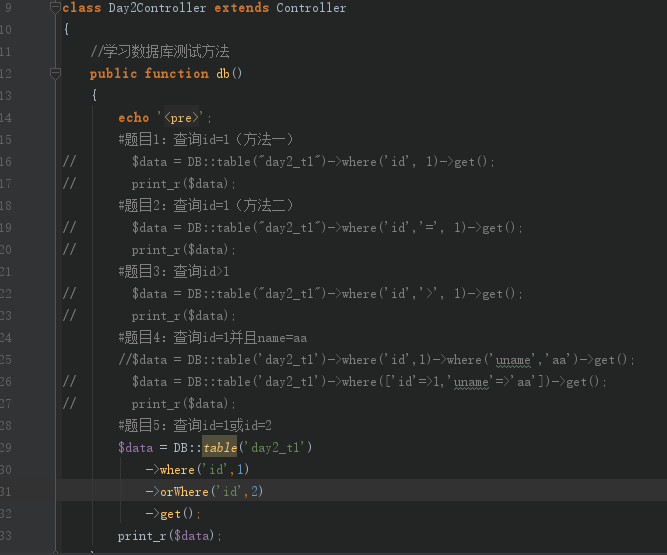 9 class Day2Controller extends Controller
10 {
11 //学习数据库测试方法
12 public function db()
13 {
14 echo '<pre>';
15 #题目1：查询id=1（方法一）
16 // $data = DB::table("day2_t1")->where('id', 1)->get();
17 // print_r($data);
18 #题目2：查询id=1（方法二）
19 // $data = DB::table("day2_t1")->where('id','=', 1)->get();
20 // print_r($data);
21 #题目3：查询id>1
22 // $data = DB::table("day2_t1")->where('id','>', 1)->get();
23 // print_r($data);
24 #题目4：查询id=1并且name=aa
25 //$data = DB::table('day2_t1')->where('id',1)->where('uname','aa')->get();
26 // $data = DB::table('day2_t1')->where(['id'=>1,'uname'=>'aa'])->get();
27 // print_r($data);
28 #题目5：查询id=1或id=2
29 $data = DB::table('day2_t1')
30 ->where('id',1)
31 ->orWhere('id',2)
32 ->get();
33 print_r($data);